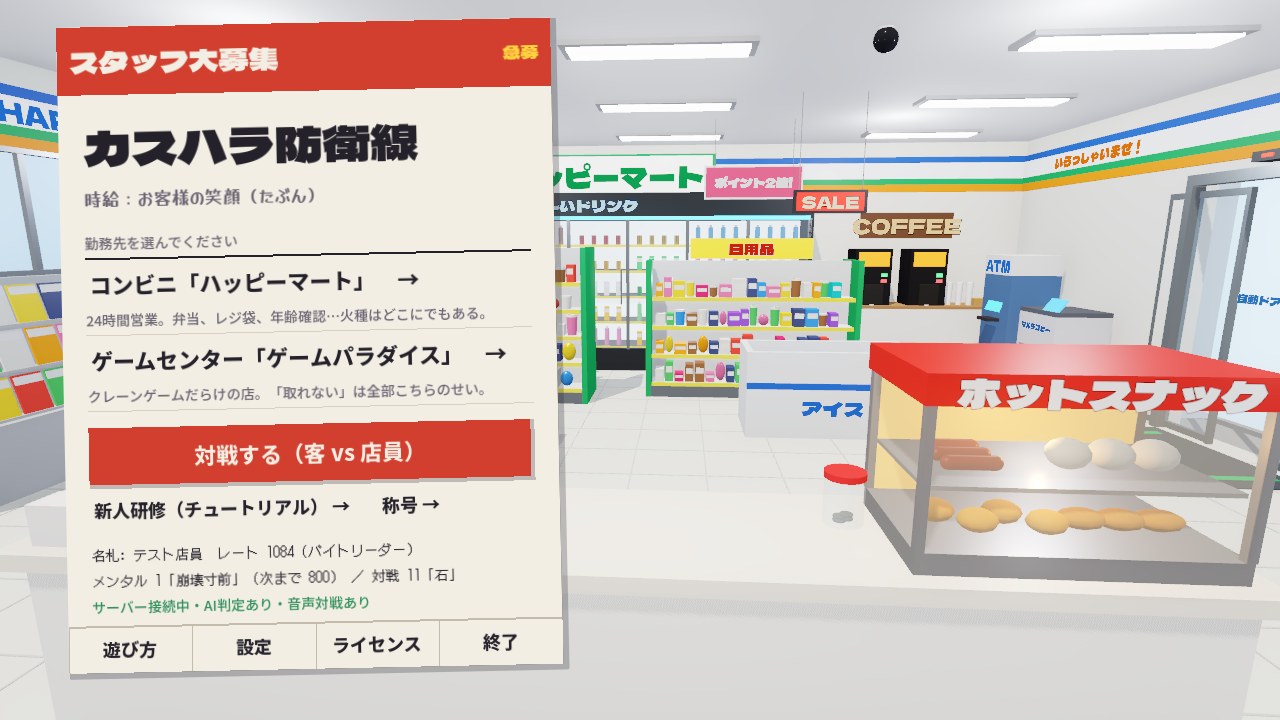 スタッフ大募集
急募
カスハラ防衛線
時給：お客様の笑顔（たぶん）
勤務先を選んでください
コンビニ「ハッピーマート」 →
24時間営業。弁当、レジ袋、年齢確認…火種はどこにでもある。
ゲームセンター「ゲームパラダイス」 →
クレーンゲームだらけの店。「取れない」は全部こちらのせい。
対戦する（客 vs 店員）
新人研修（チュートリアル）→ 称号→
名札: テスト店員 レート 1084（バイトリーダー）
メンタル 1「崩壊寸前」（次まで 800） ／ 対戦 11「石」
サーバー接続中・AI判定あり・音声対戦あり
遊び方
設定
ライセンス
終了
HAP
ピーマート
ポイント2倍!
いドリンク
SALE
日用品
COFFEE
いらっしゃいませ!
ATM
マルチコピー
自動ドア
アイス
ホットスナック